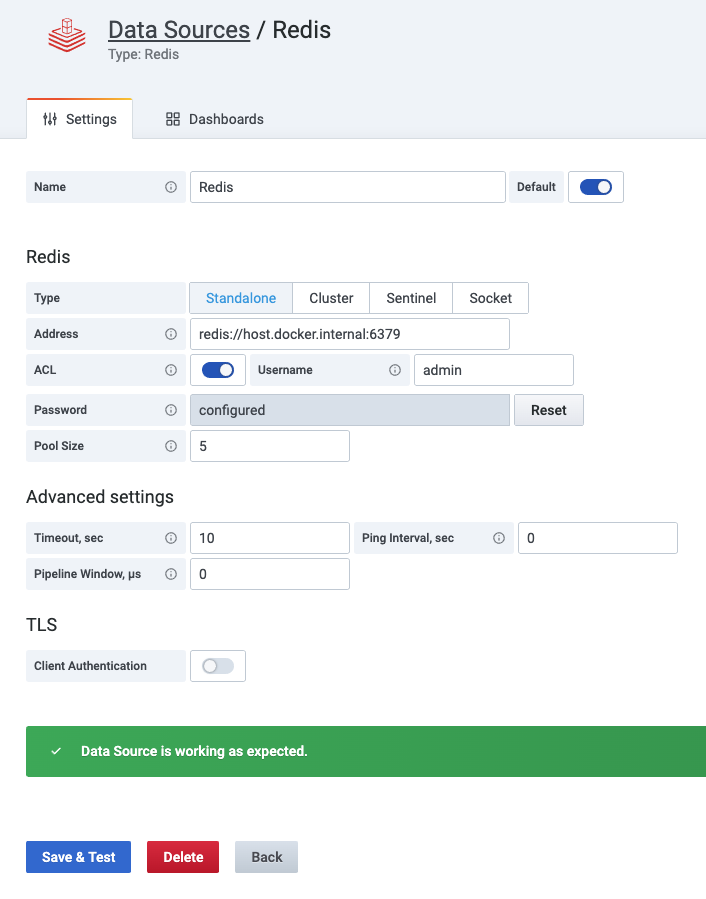 Data Sources / Redis
Type: Redis
Settings Dashboards
Name Redis Default
Redis
Type Standalone Cluster Sentinel Socket
Address redis://host.docker.internal:6379
ACL Username admin
Password configured Reset
Pool Size 5
Advanced settings
Timeout, sec 10 Ping Interval, sec 0
Pipeline Window, μs 0
TLS
Client Authentication
Data Source is working as expected.
Save & Test Delete Back